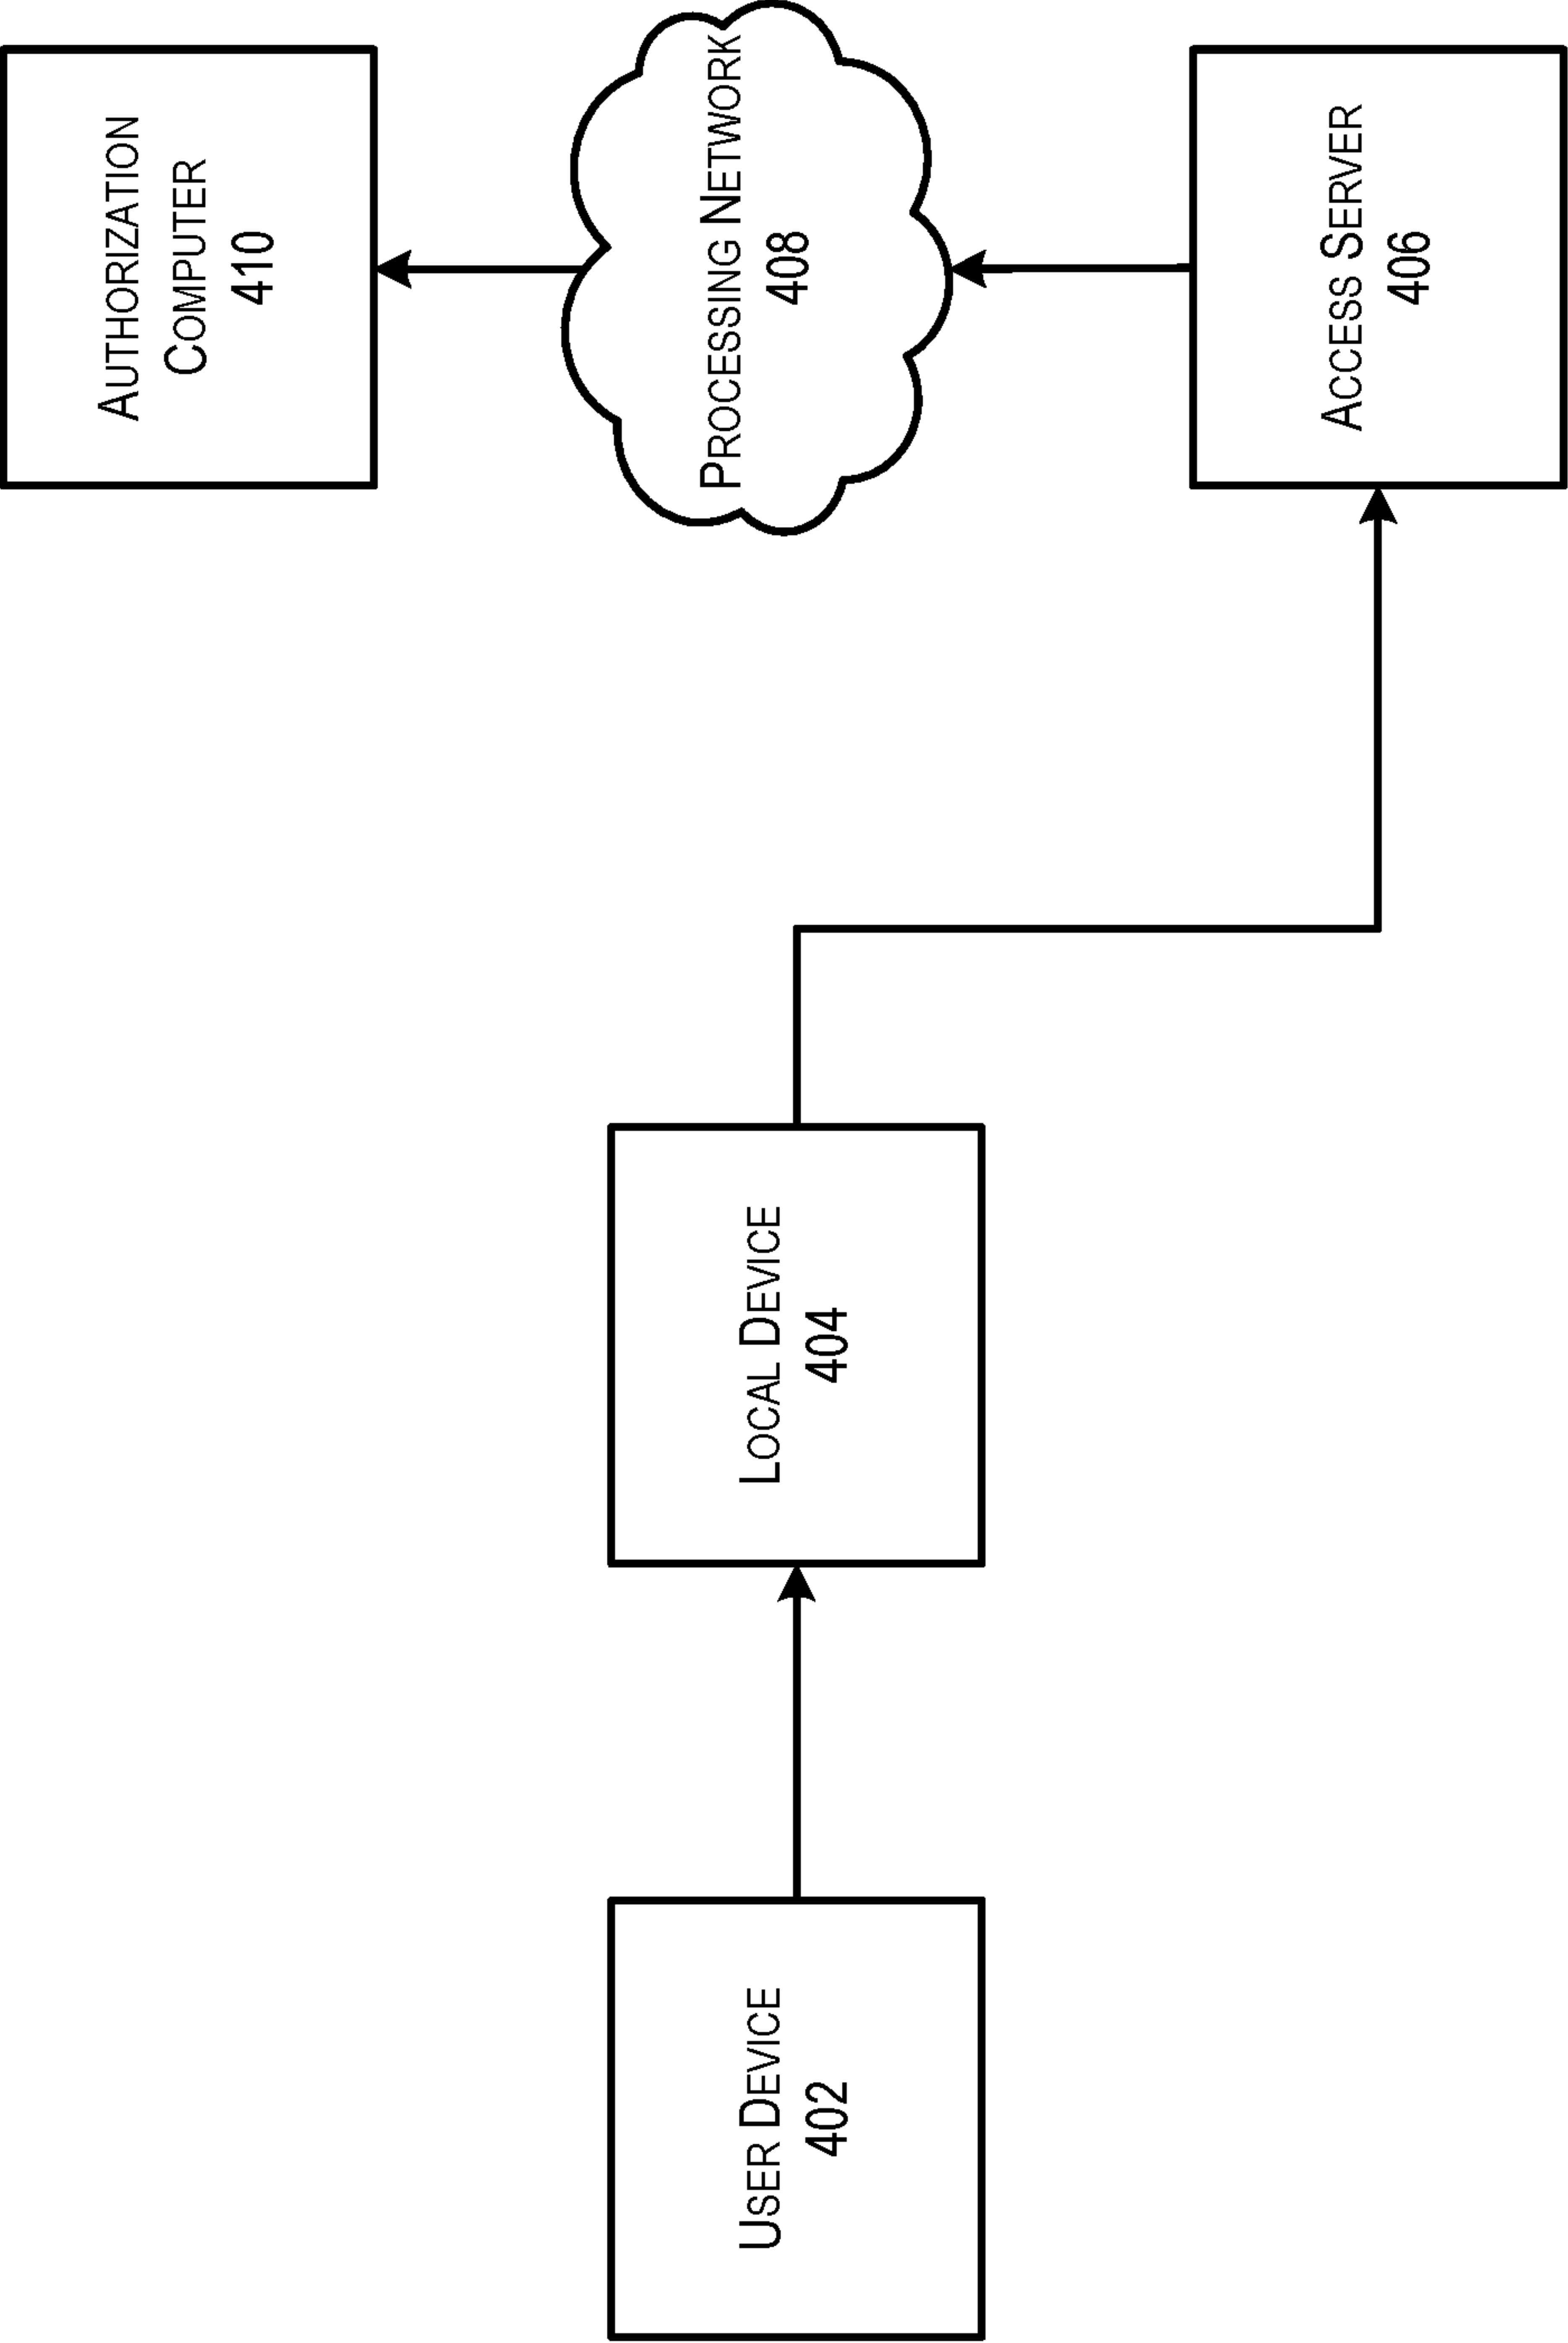 USER DEVICE
402
LOCAL DEVICE
404
AUTHORIZATION
COMPUTER
410
PROCESSING NETWORK
408
ACCESS SERVER
406